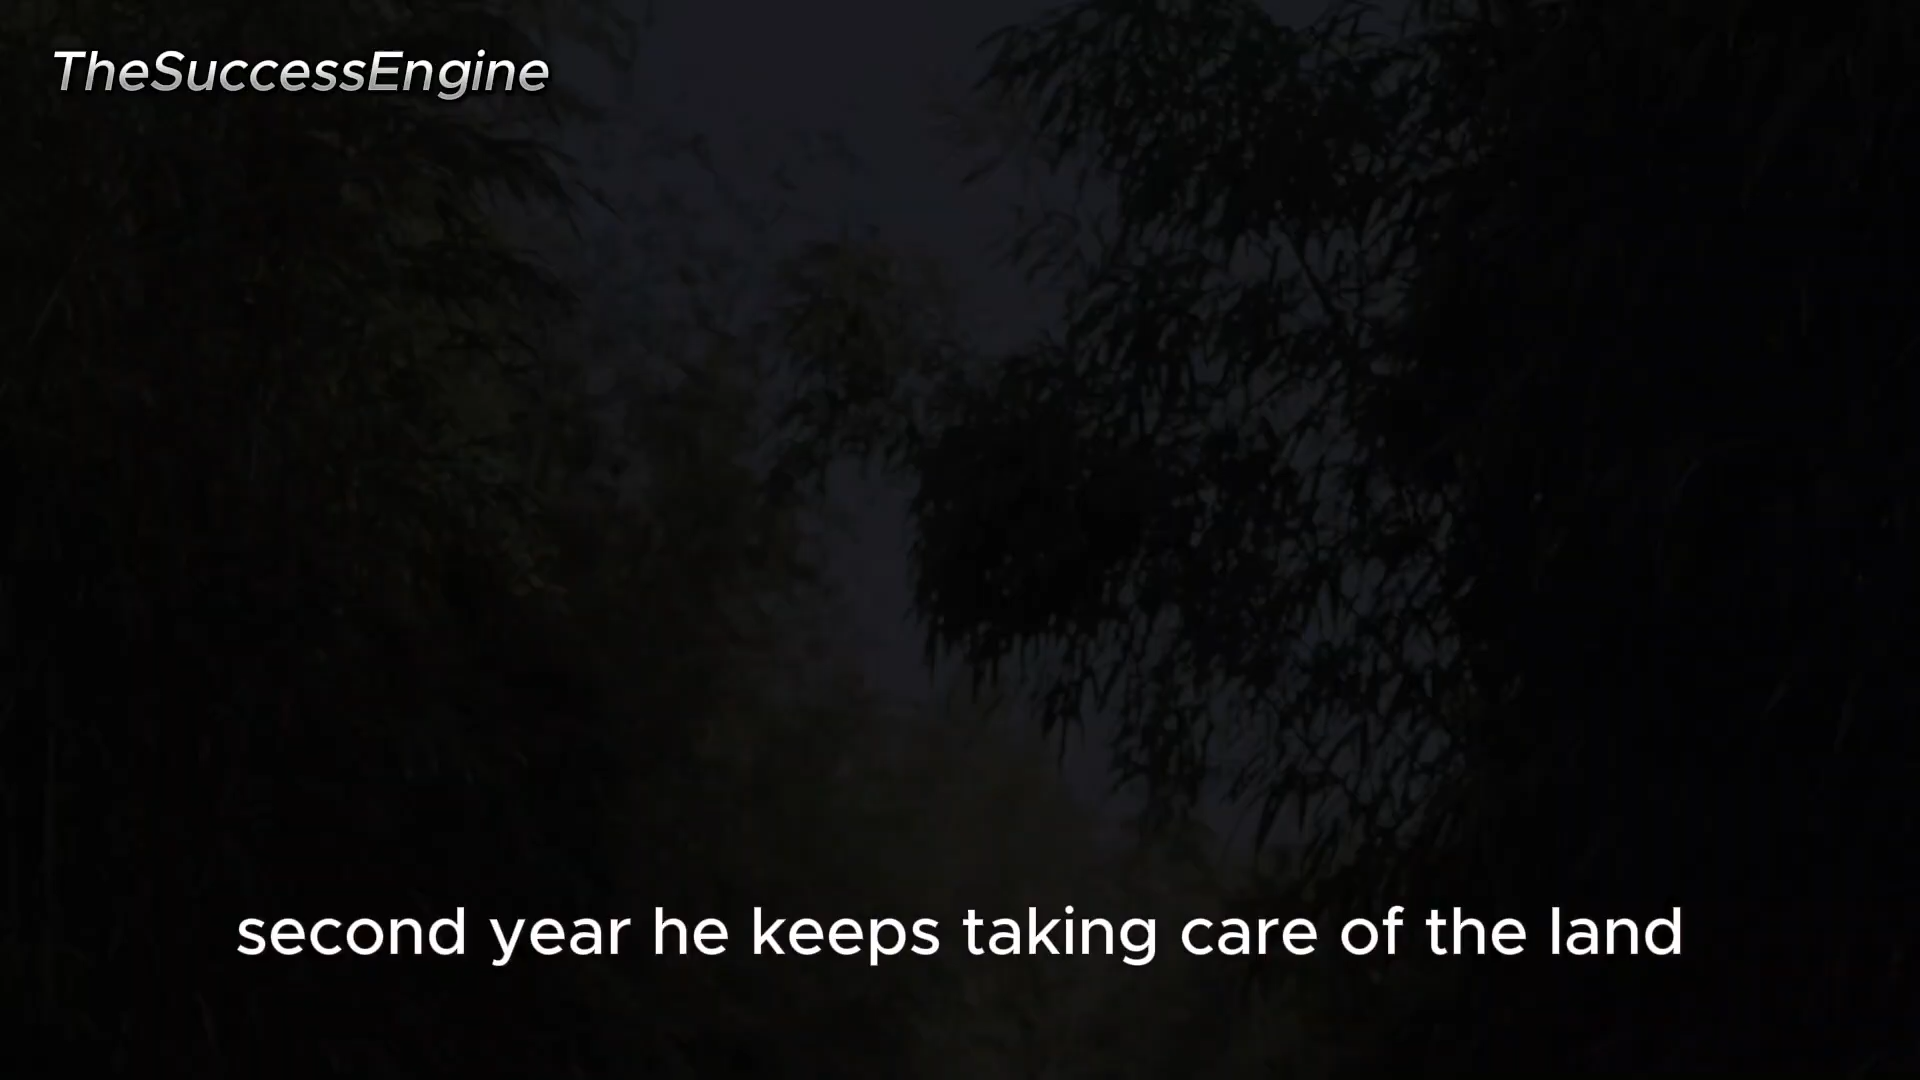 TheSuccessEngine
second year he keeps taking care of the land